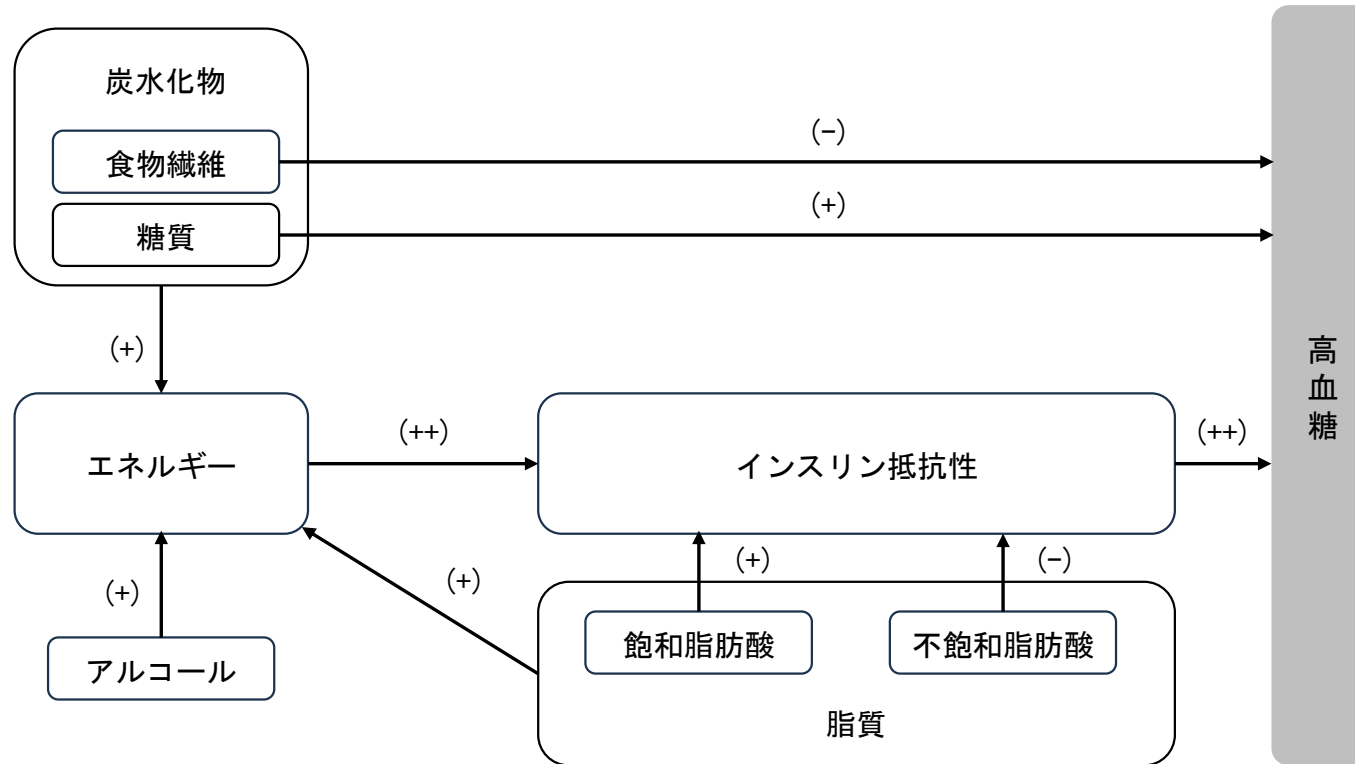 炭水化物
(−)
食物繊維
(+)
糖質
(+)
高血糖
エネルギー
(++)
インスリン抵抗性
(++)
(+)
(+)
(+)
(−)
アルコール
飽和脂肪酸
不飽和脂肪酸
脂質